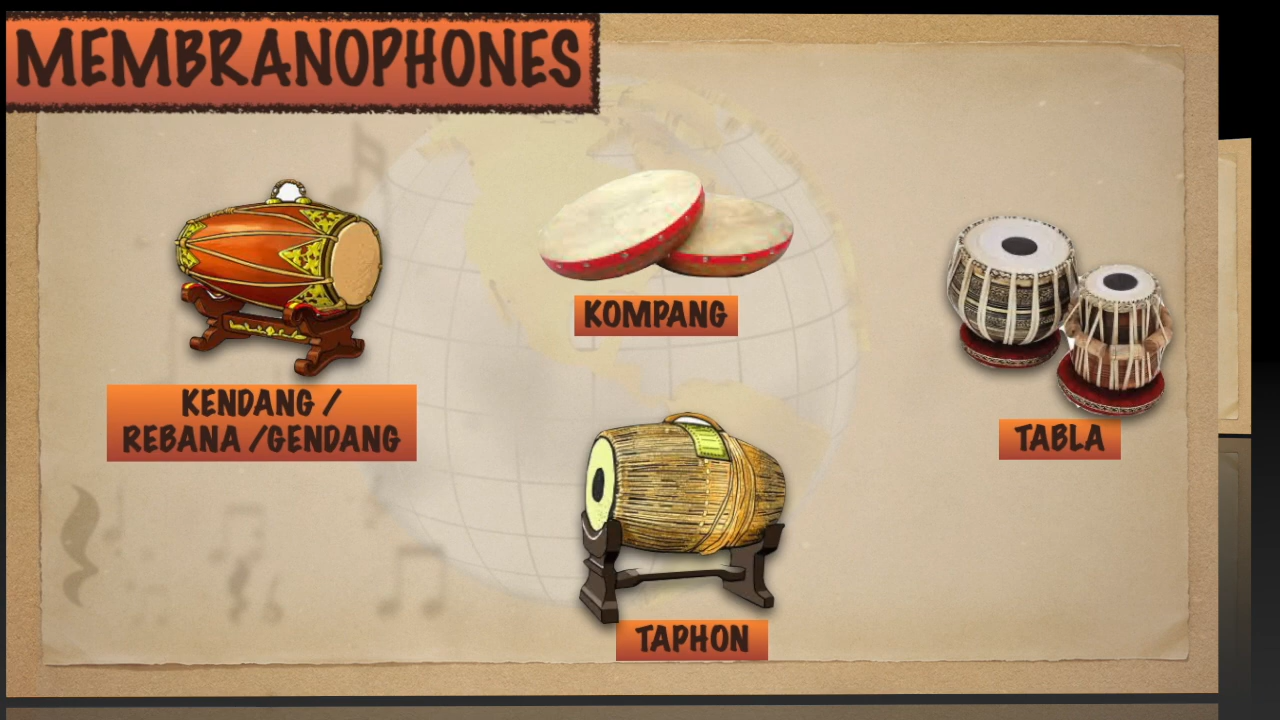 MEMBRANOPHONES
KOMPANG
KENDANG /
REBANA /GENDANG
TABLA
TAPHON